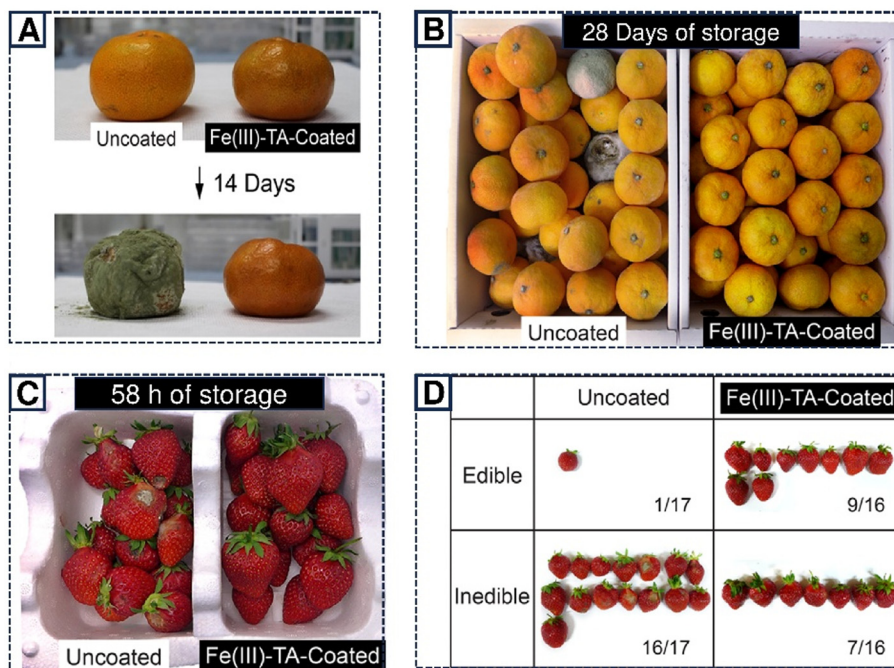 A
Uncoated
Fe(III)-TA-Coated
14 Days
B
28 Days of storage
Uncoated
Fe(III)-TA-Coated
C
58 h of storage
Uncoated
Fe(III)-TA-Coated
D
Uncoated
Fe(III)-TA-Coated
Edible
1/17
9/16
Inedible
16/17
7/16